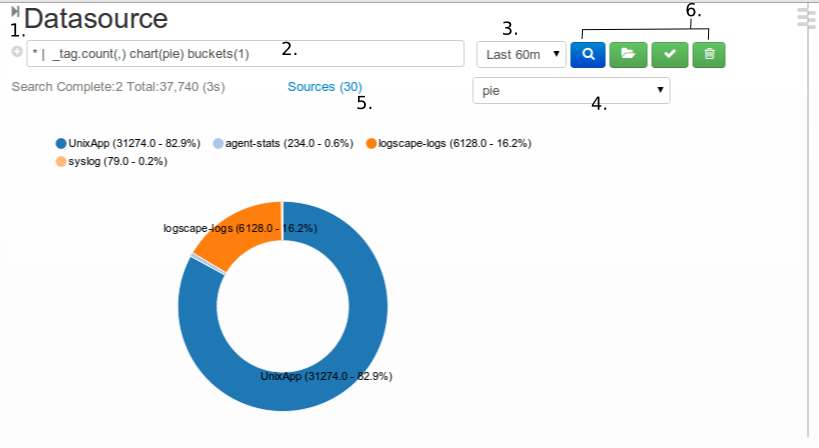 Datasource
1.
* | _tag.count(,) chart(pie) buckets(1)
2.
3.
Last 60m
6.
Search Complete:2 Total:37,740 (3s)
Sources (30)
5.
pie
4.
UnixApp (31274.0 - 82.9%) agent-stats (234.0 - 0.6%) logscape-logs (6128.0 - 16.2%)
syslog (79.0 - 0.2%)
logscape-logs (6128.0 - 16.2%)
UnixApp (31274.0 - 82.9%)